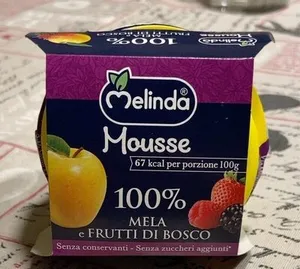 100%
MELA e
FRUTTI DI BOSCO
Melinda®
Mousse
67 kcal per porzione 100g
100%
MELA
e FRUTTI DI BOSCO
Senza conservanti - Senza zuccheri aggiunti*